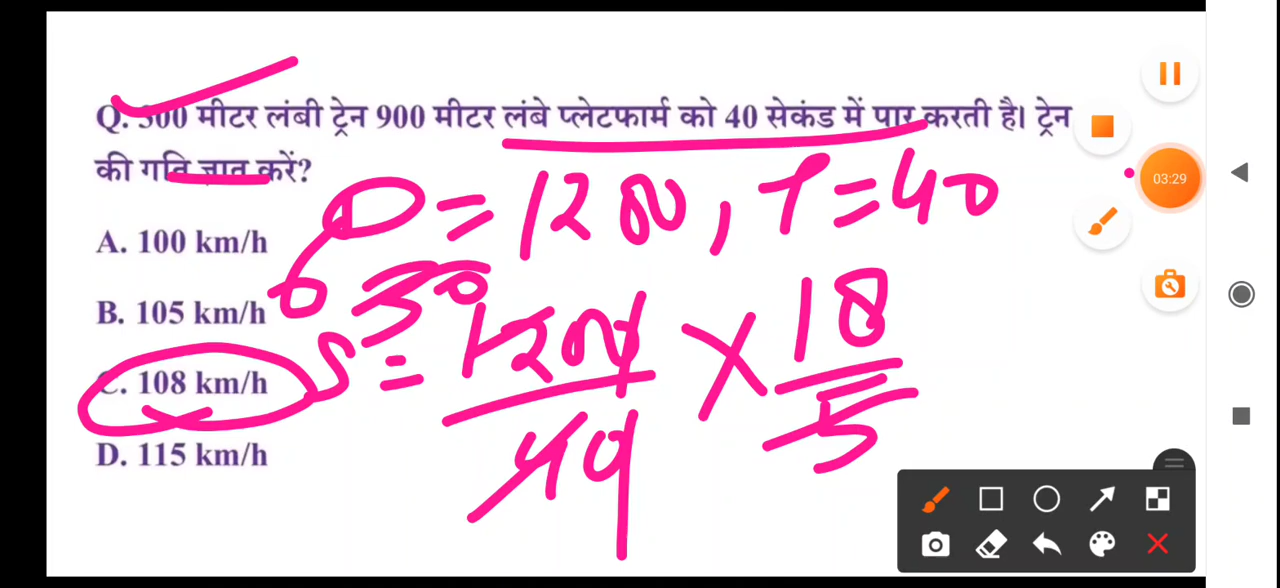 Q. 300 मीटर लंबी ट्रेन 900 मीटर लंबे प्लेटफार्म को 40 सेकंड में पार करती है। ट्रेन
की गति ज्ञात करें?
D = 1200, T = 40
A. 100 km/h
30
B. 105 km/h
S = 1200/40 × 18/5
C. 108 km/h
D. 115 km/h
03:29